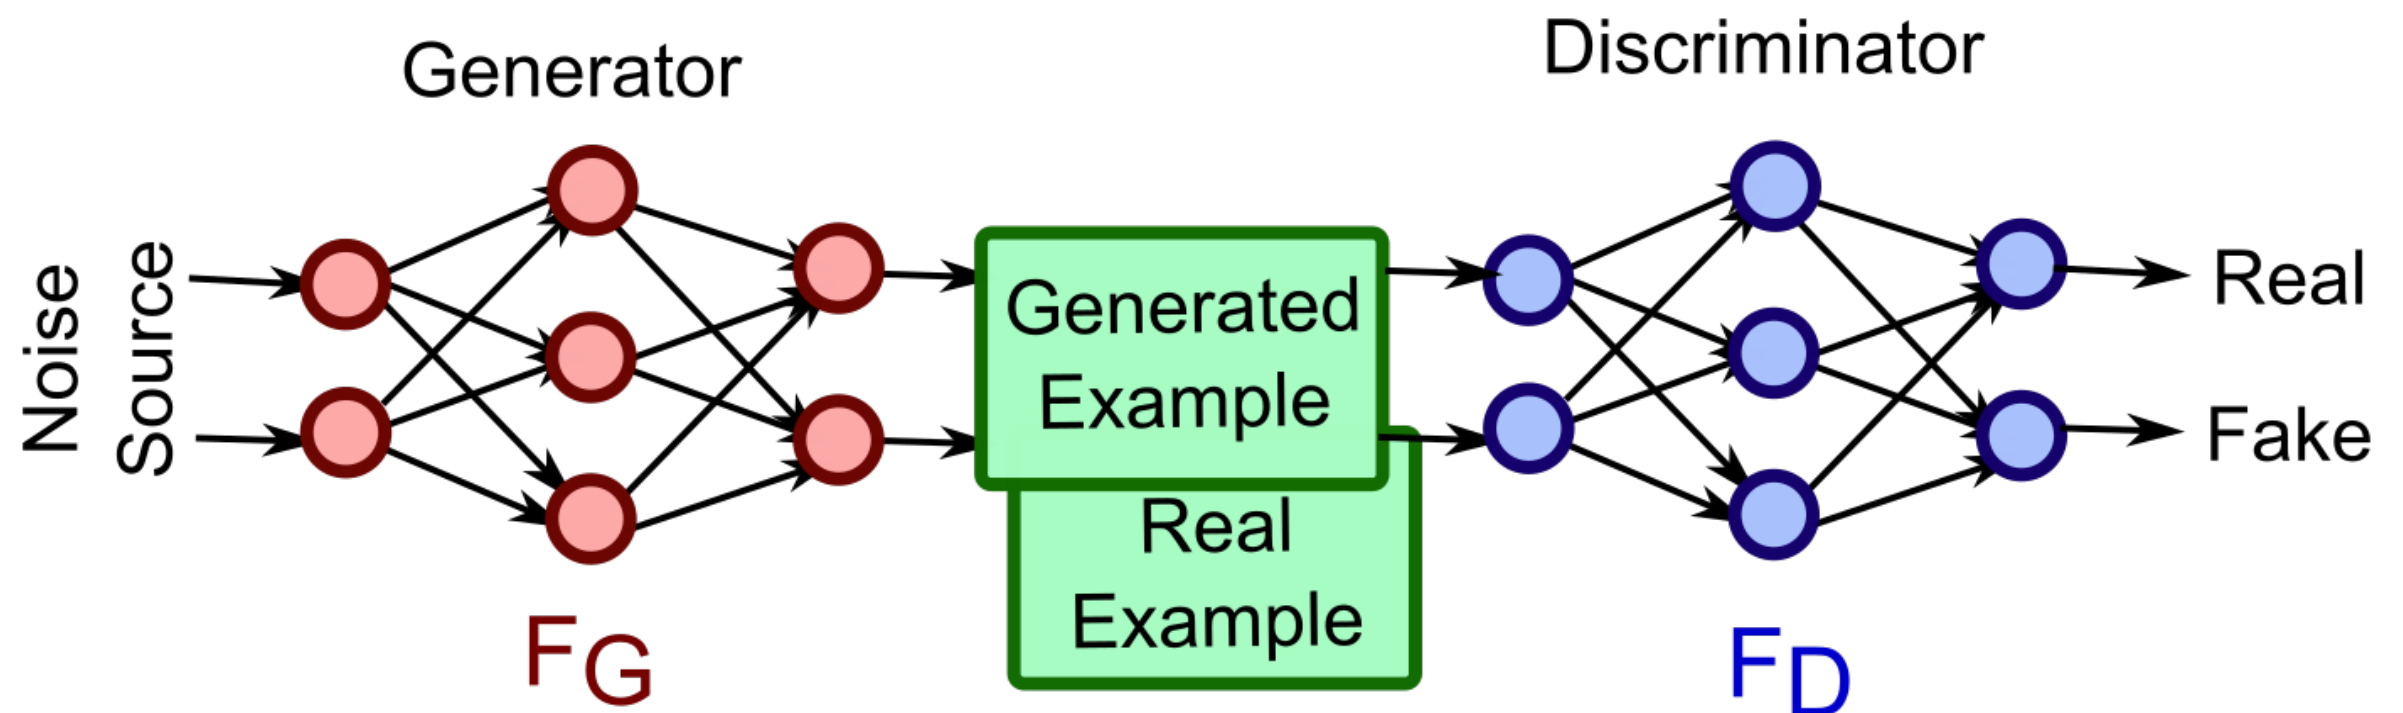 Generator
Discriminator
Noise
Source
Generated
Example
Real
Example
Real
Fake
FG
FD